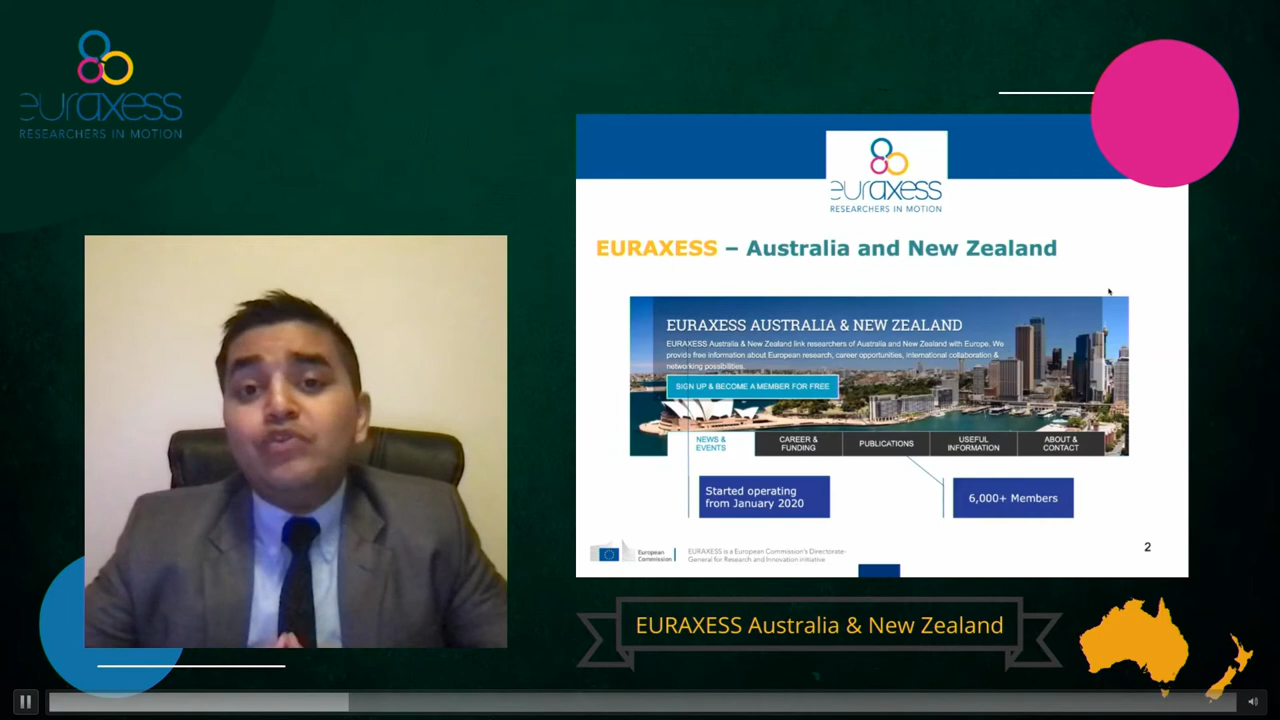 euraxess
RESEARCHERS IN MOTION
euraxess
RESEARCHERS IN MOTION
EURAXESS – Australia and New Zealand
EURAXESS AUSTRALIA & NEW ZEALAND
EURAXESS Australia & New Zealand link researchers of Australia and New Zealand with Europe. We
provide free information about European research, career opportunities, international collaboration &
networking possibilities.
SIGN UP & BECOME A MEMBER FOR FREE
NEWS &
EVENTS
CAREER &
FUNDING
PUBLICATIONS
USEFUL
INFORMATION
ABOUT &
CONTACT
Started operating
from January 2020
6,000+ Members
European
Commission
EURAXESS is a European Commission's Directorate-
General for Research and Innovation initiative
2
EURAXESS Australia & New Zealand